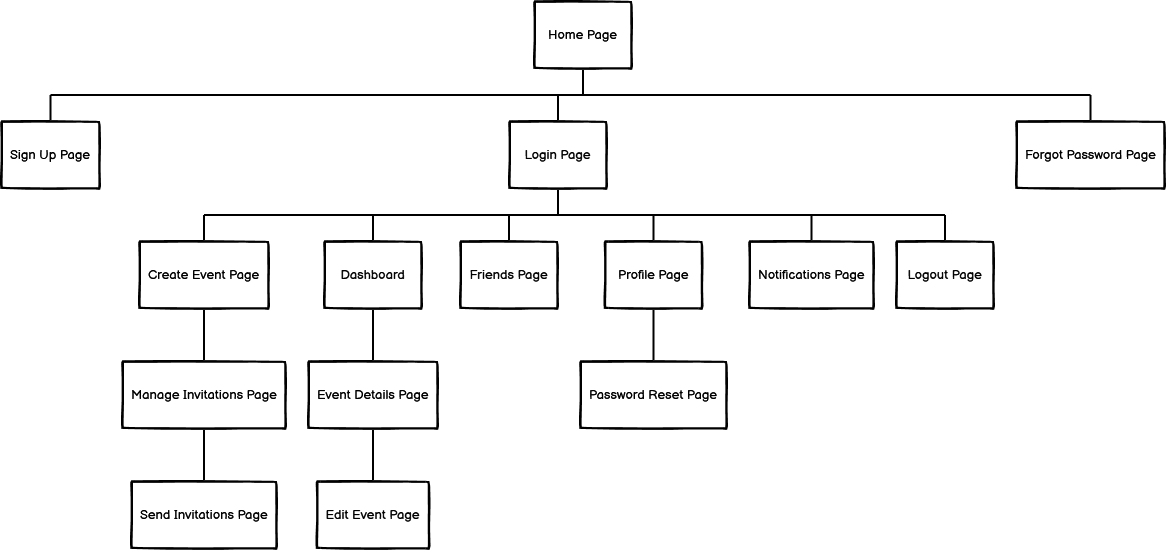 Home Page
Sign Up Page
Login Page
Forgot Password Page
Create Event Page
Dashboard
Friends Page
Profile Page
Notifications Page
Logout Page
Manage Invitations Page
Event Details Page
Password Reset Page
Send Invitations Page
Edit Event Page